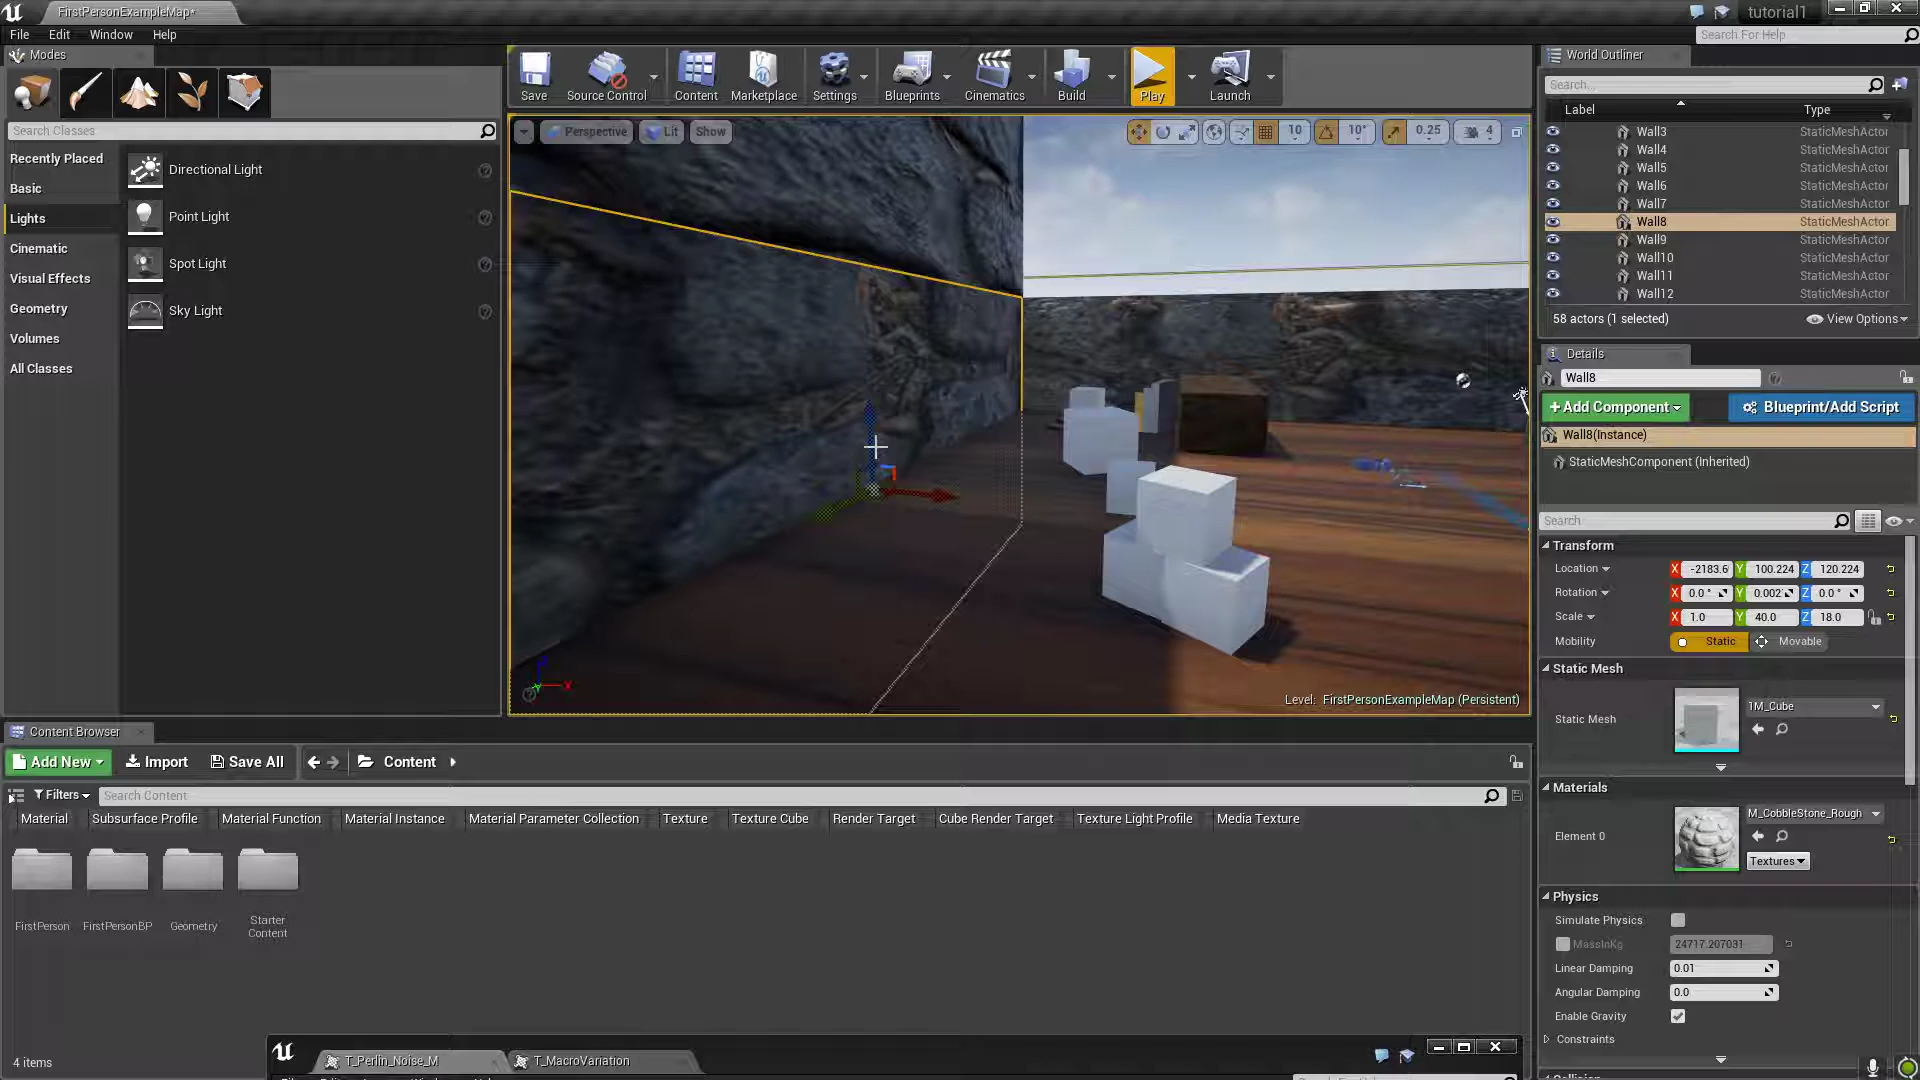 FirstPersonExampleMap*
tutorial1
File Edit Window Help
Search For Help
Modes
Search Classes
Recently Placed
Basic
Lights
Cinematic
Visual Effects
Geometry
Volumes
All Classes
Directional Light
Point Light
Spot Light
Sky Light
Save Source Control Content Marketplace Settings Blueprints Cinematics Build Play Launch
Perspective Lit Show
10 10° 0.25 4
Level: FirstPersonExampleMap (Persistent)
World Outliner
Search...
Label Type
Wall3 StaticMeshActor
Wall4 StaticMeshActor
Wall5 StaticMeshActor
Wall6 StaticMeshActor
Wall7 StaticMeshActor
Wall8 StaticMeshActor
Wall9 StaticMeshActor
Wall10 StaticMeshActor
Wall11 StaticMeshActor
Wall12 StaticMeshActor
58 actors (1 selected) View Options
Details
Wall8
+Add Component Blueprint/Add Script
Wall8(Instance)
StaticMeshComponent (Inherited)
Search
Transform
Location X -2183.6 Y 100.224 Z 120.224
Rotation X 0.0 ° Y 0.002 Z 0.0 °
Scale X 1.0 Y 40.0 Z 18.0
Mobility Static Movable
Static Mesh
Static Mesh 1M_Cube
Materials
Element 0 M_CobbleStone_Rough
Textures
Physics
Simulate Physics
MassInKg 24717.207031
Linear Damping 0.01
Angular Damping 0.0
Enable Gravity
Constraints
Content Browser
Add New Import Save All Content
Filters Search Content
Material Subsurface Profile Material Function Material Instance Material Parameter Collection Texture Texture Cube Render Target Cube Render Target Texture Light Profile Media Texture
FirstPerson FirstPersonBP Geometry Starter Content
4 items
T_Perlin_Noise_M T_MacroVariation